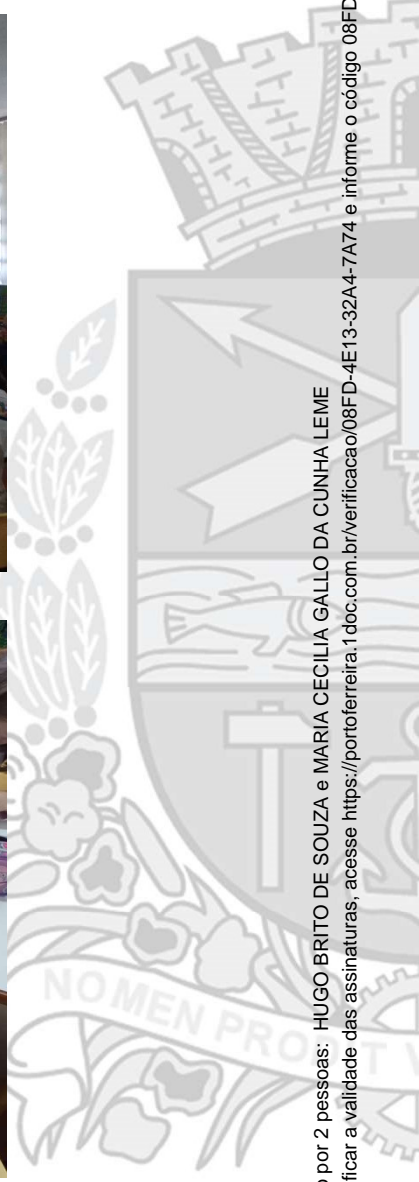 por 2 pessoas: HUGO BRITO DE SOUZA e MARIA CECILIA GALLO DA CUNHA LEME
ficar a validade das assinaturas, acesse https://portoferreira.1doc.com.br/verificacao/08FD-4E13-32A4-7A74 e informe o código 08FD
NOMEN PRO